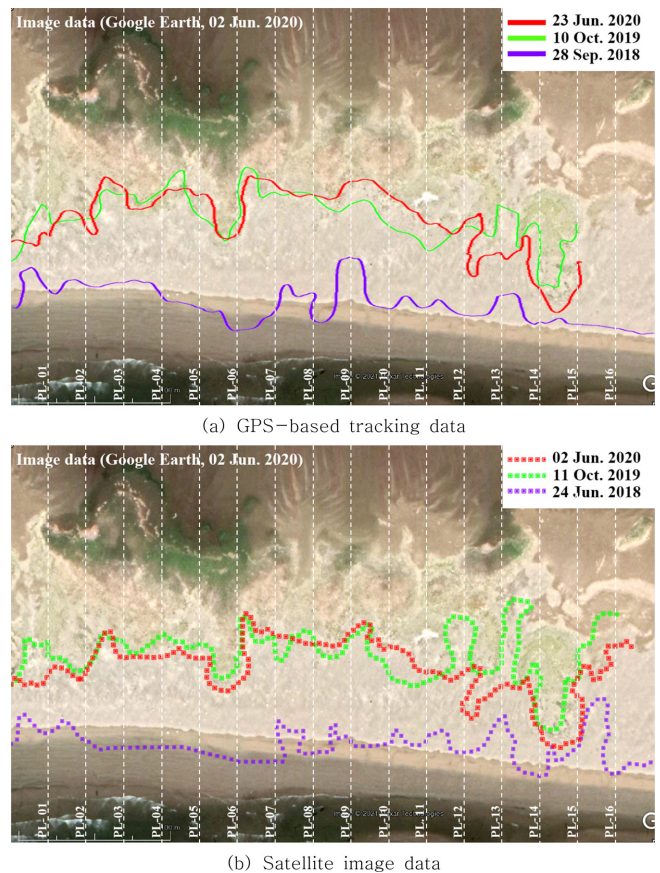 Image data (Google Earth, 02 Jun. 2020)
23 Jun. 2020
10 Oct. 2019
28 Sep. 2018
PL-01
PL-02
PL-03
PL-04
PL-05
PL-06
PL-07
PL-08
PL-09
PL-10
PL-11
PL-12
PL-13
PL-14
PL-15
PL-16
(a) GPS-based tracking data
Image data (Google Earth, 02 Jun. 2020)
02 Jun. 2020
11 Oct. 2019
24 Jun. 2018
PL-01
PL-02
PL-03
PL-04
PL-05
PL-06
PL-07
PL-08
PL-09
PL-10
PL-11
PL-12
PL-13
PL-14
PL-15
PL-16
(b) Satellite image data